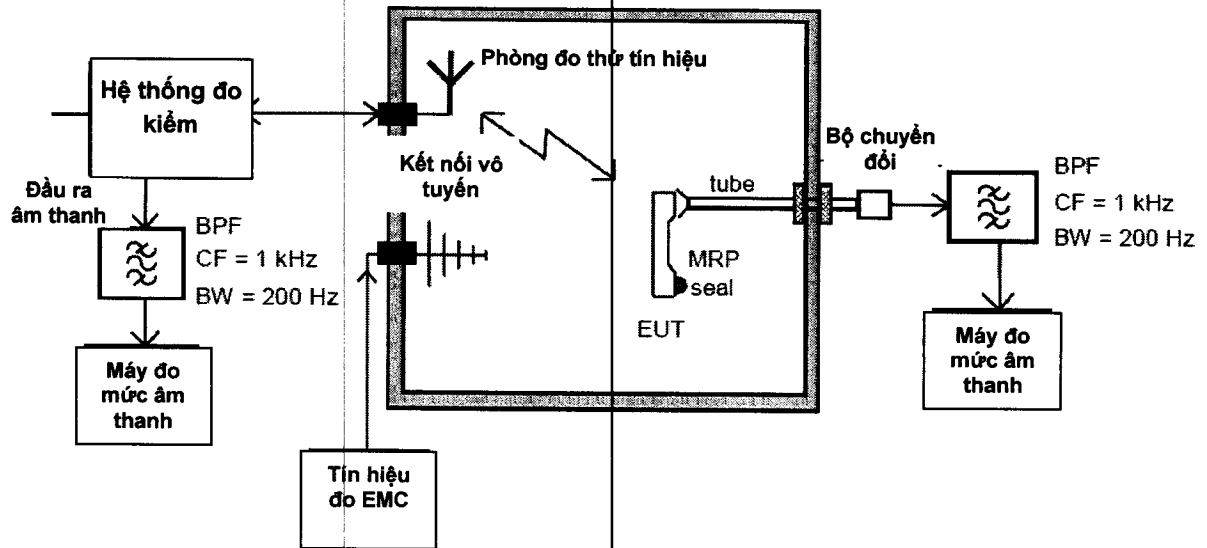 Phòng đo thử tín hiệu
Hệ thống đo
kiểm
Bộ chuyển
đổi
Kết nối vô
tuyến
tube
BPF
CF = 1 kHz
BW = 200 Hz
Đầu ra
âm thanh
BPF
CF = 1 kHz
BW = 200 Hz
MRP
seal
EUT
Máy đo
mức âm
thanh
Máy đo
mức âm
thanh
Tín hiệu
đo EMC